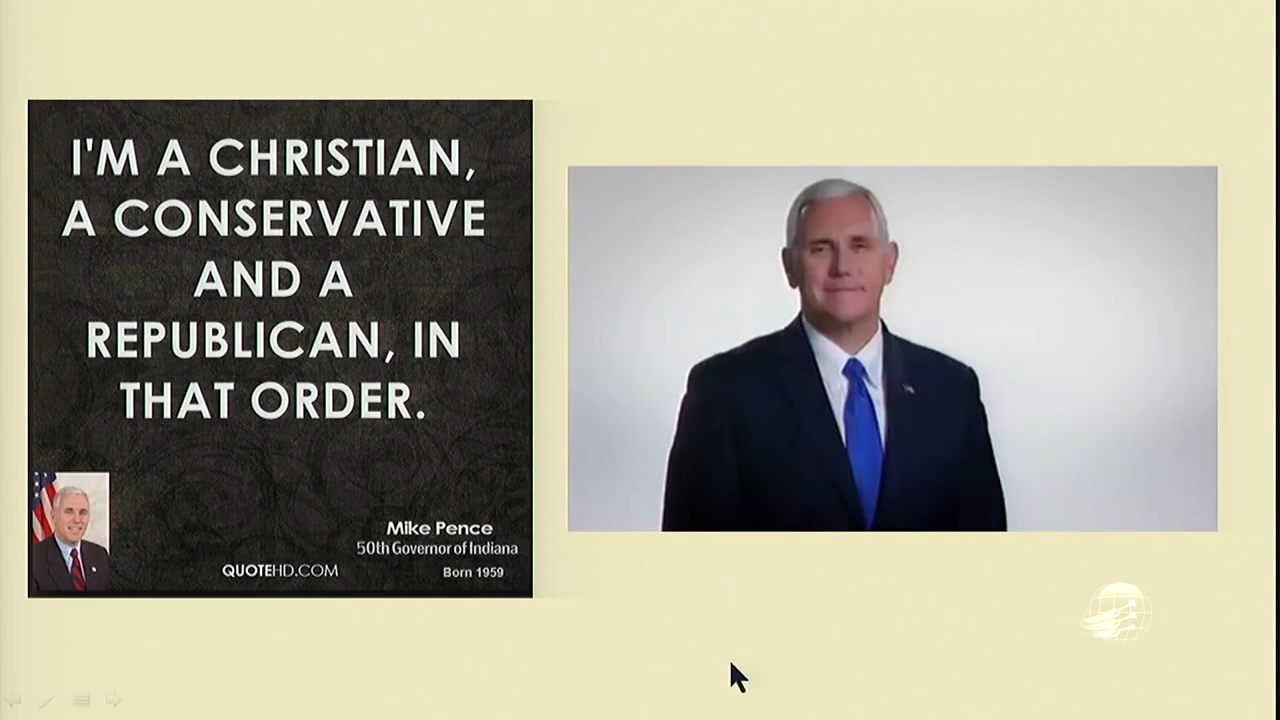 I'M A CHRISTIAN,
A CONSERVATIVE
AND A
REPUBLICAN, IN
THAT ORDER.
Mike Pence
50th Governor of Indiana
QUOTEHD.COM
Born 1959